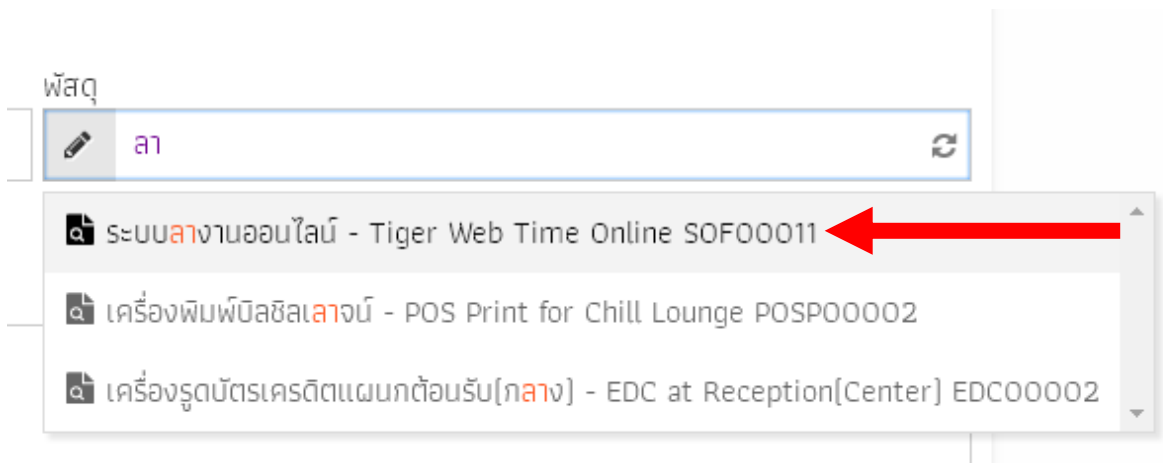 พัสดุ
ลา
ระบบลางานออนไลน์ - Tiger Web Time Online SOF00011
เครื่องพิมพ์บิลชิลเลาจน์ - POS Print for Chill Lounge POSP00002
เครื่องรูดบัตรเครดิตแผนกต้อนรับ(กลาง) - EDC at Reception(Center) EDC00002